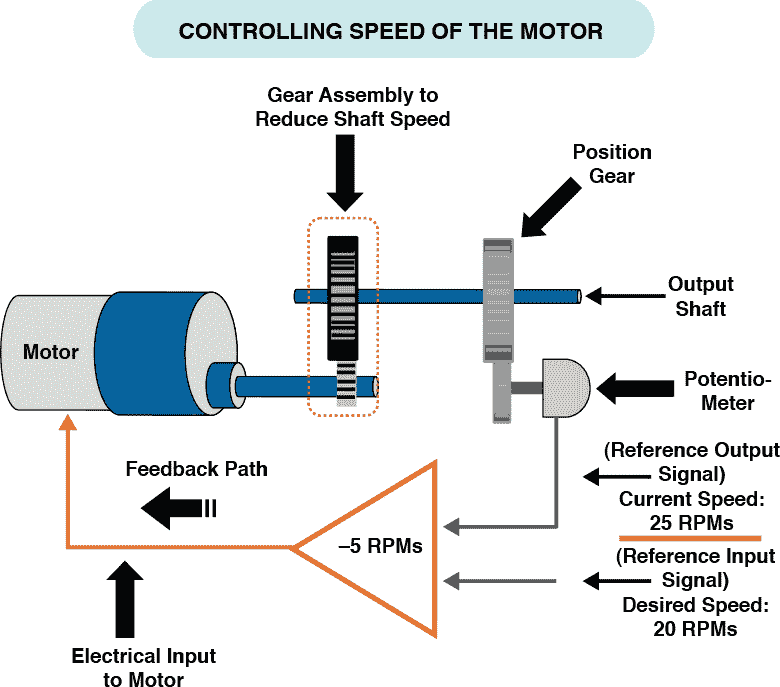 CONTROLLING SPEED OF THE MOTOR
Gear Assembly to
Reduce Shaft Speed
Position
Gear
Output
Shaft
Motor
Potentio-
Meter
(Reference Output
Signal)
Current Speed:
25 RPMs
Feedback Path
–5 RPMs
(Reference Input
Signal)
Desired Speed:
20 RPMs
Electrical Input
to Motor